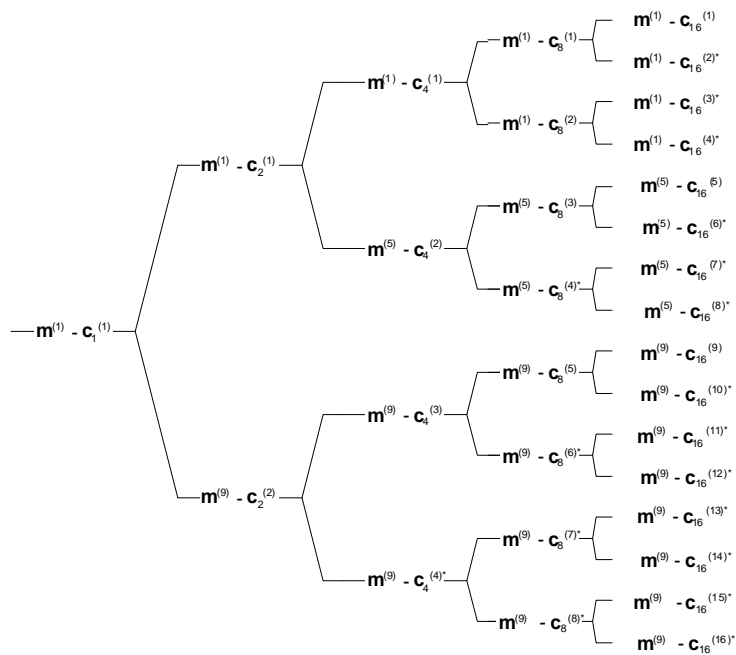 m(1) - c1(1)
m(1) - c2(1)
m(9) - c2(2)
m(1) - c4(1)
m(5) - c4(2)
m(9) - c4(3)
m(9) - c4(4)*
m(1) - c8(1)
m(1) - c8(2)
m(5) - c8(3)
m(5) - c8(4)*
m(9) - c8(5)
m(9) - c8(6)*
m(9) - c8(7)*
m(9) - c8(8)*
m(1) - c16(1)
m(1) - c16(2)*
m(1) - c16(3)*
m(1) - c16(4)*
m(5) - c16(5)
m(5) - c16(6)*
m(5) - c16(7)*
m(5) - c16(8)*
m(9) - c16(9)
m(9) - c16(10)*
m(9) - c16(11)*
m(9) - c16(12)*
m(9) - c16(13)*
m(9) - c16(14)*
m(9) - c16(15)*
m(9) - c16(16)*